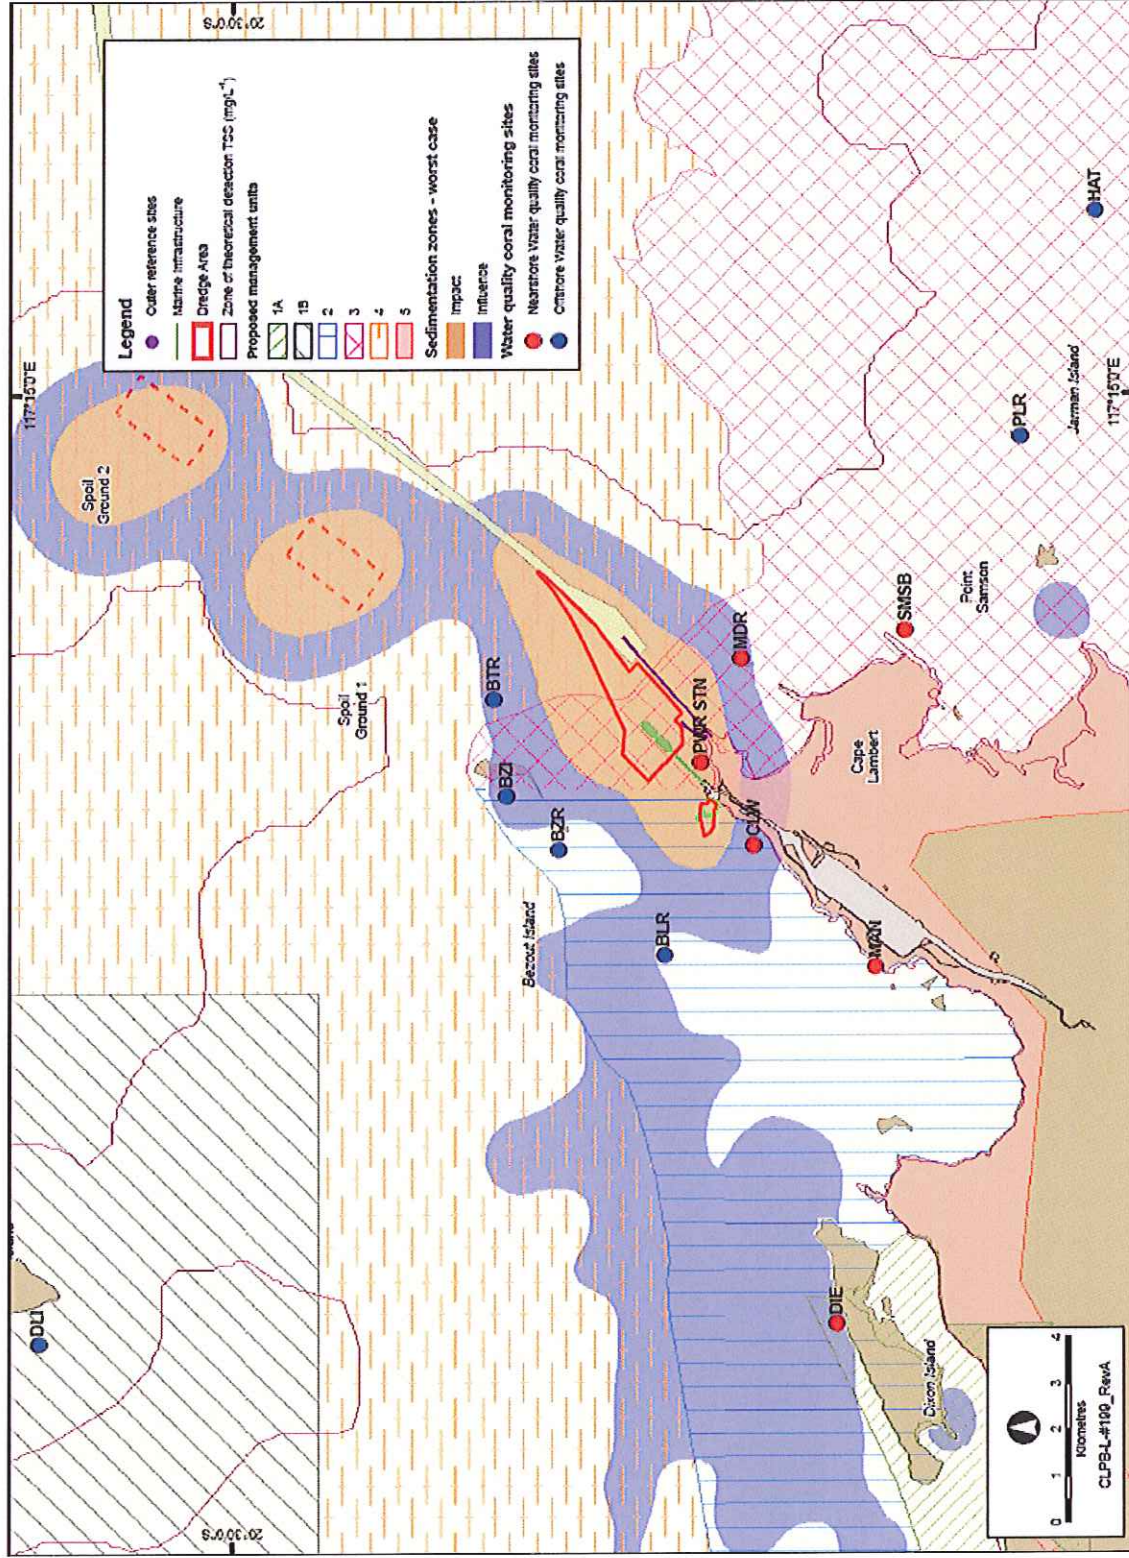 117°15'0"E
20°30'0"S
Legend
Outer reference sites
Marine Infrastructure
Dredge Area
Zone of theoretical detection TSS (mgL⁻¹)
Proposed management units
1A
1B
2
3
4
5
Sedimentation zones - worst case
Impact
Influence
Water quality coral monitoring sites
Nearshore Water quality coral monitoring sites
Offshore Water quality coral monitoring sites
DLI
Spoil
Ground 2
Spoil
Ground 1
BTR
BZI
BZR
Bezout Island
BLR
PWR STN
MDR
CLW
MAN
Cape
Lambert
SMSB
Point
Samson
PLR
Jarman Island
HAT
DIE
Dixon Island
20°30'0"S
117°15'0"E
0 1 2 3 4
Kilometres
CLPB-L-#199_RevA